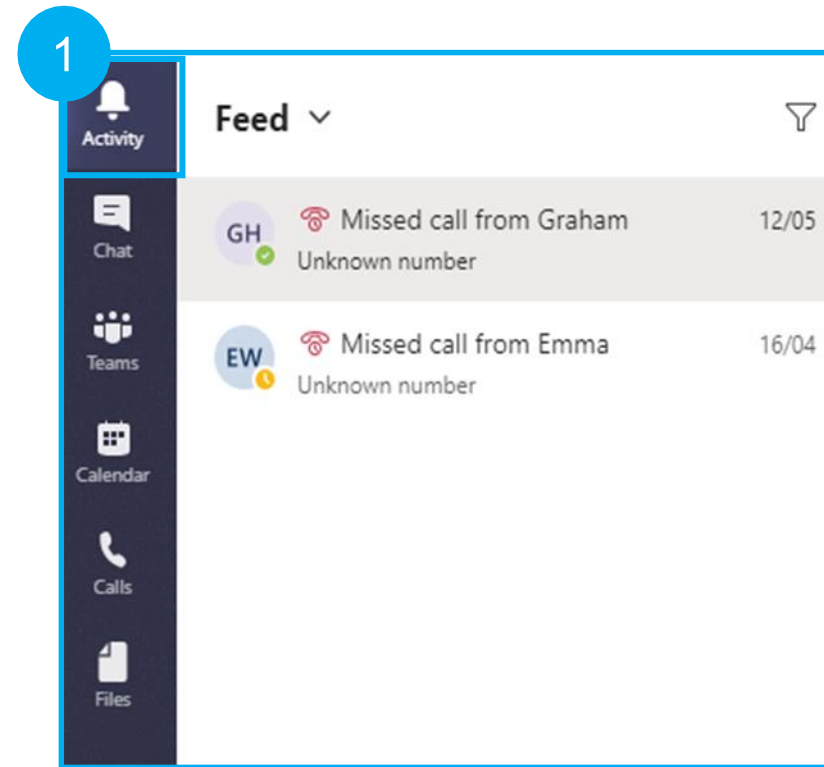 1
Activity
Chat
Teams
Calendar
Calls
Files
Feed
GH
Missed call from Graham
12/05
Unknown number
EW
Missed call from Emma
16/04
Unknown number